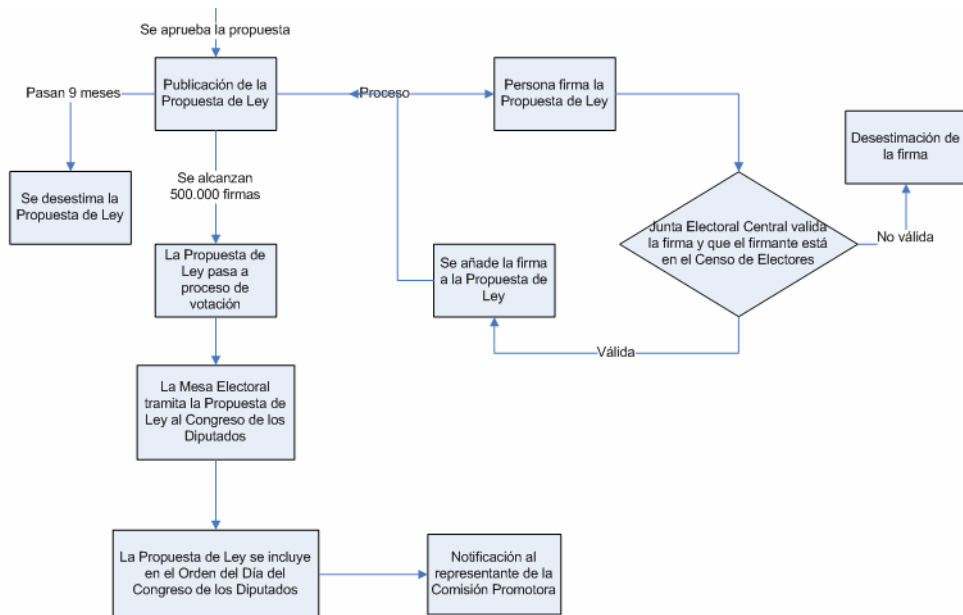 Se aprueba la propuesta
Publicación de la
Propuesta de Ley
Pasan 9 meses
Proceso
Persona firma la
Propuesta de Ley
Desestimación de
la firma
Se desestima la
Propuesta de Ley
Se alcanzan
500.000 firmas
Junta Electoral Central valida
la firma y que el firmante está
en el Censo de Electores
No válida
La Propuesta de
Ley pasa a
proceso de
votación
Se añade la firma
a la Propuesta de
Ley
Válida
La Mesa Electoral
tramita la Propuesta de
Ley al Congreso de los
Diputados
La Propuesta de Ley se incluye
en el Orden del Día del
Congreso de los Diputados
Notificación al
representante de la
Comisión Promotora